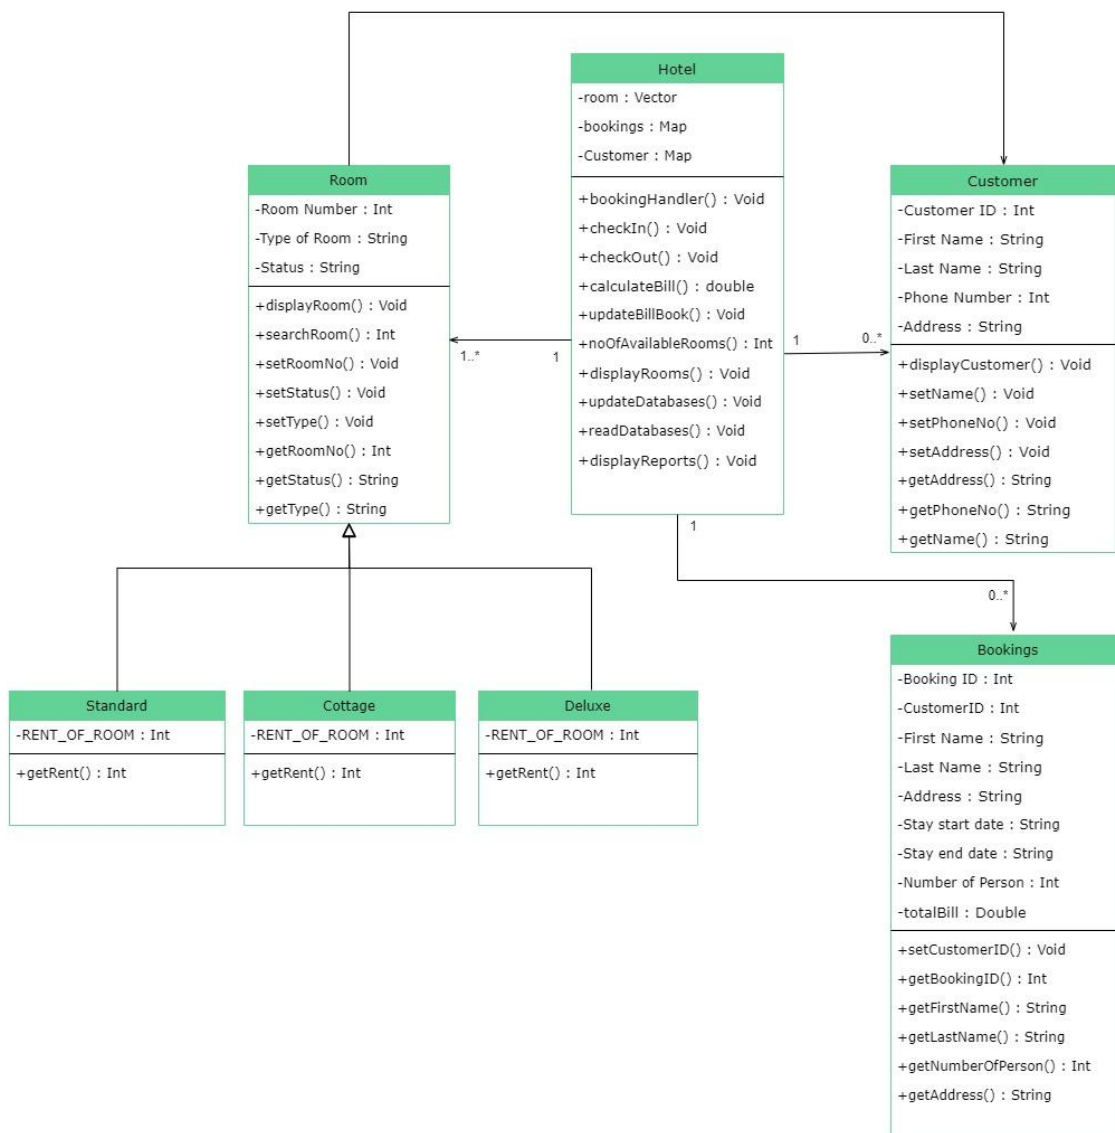 Hotel
-room : Vector
-bookings : Map
-Customer : Map
+bookingHandler() : Void
+checkIn() : Void
+checkOut() : Void
+calculateBill() : double
+updateBillBook() : Void
+noOfAvailableRooms() : Int
+displayRooms() : Void
+updateDatabases() : Void
+readDatabases() : Void
+displayReports() : Void
Room
-Room Number : Int
-Type of Room : String
-Status : String
+displayRoom() : Void
+searchRoom() : Int
+setRoomNo() : Void
+setStatus() : Void
+setType() : Void
+getRoomNo() : Int
+getStatus() : String
+getType() : String
1..*
1
1
0..*
Customer
-Customer ID : Int
-First Name : String
-Last Name : String
-Phone Number : Int
-Address : String
+displayCustomer() : Void
+setName() : Void
+setPhoneNo() : Void
+setAddress() : Void
+getAddress() : String
+getPhoneNo() : String
+getName() : String
1
0..*
Standard
-RENT_OF_ROOM : Int
+getRent() : Int
Cottage
-RENT_OF_ROOM : Int
+getRent() : Int
Deluxe
-RENT_OF_ROOM : Int
+getRent() : Int
Bookings
-Booking ID : Int
-CustomerID : Int
-First Name : String
-Last Name : String
-Address : String
-Stay start date : String
-Stay end date : String
-Number of Person : Int
-totalBill : Double
+setCustomerID() : Void
+getBookingID() : Int
+getFirstName() : String
+getLastName() : String
+getNumberOfPerson() : Int
+getAddress() : String